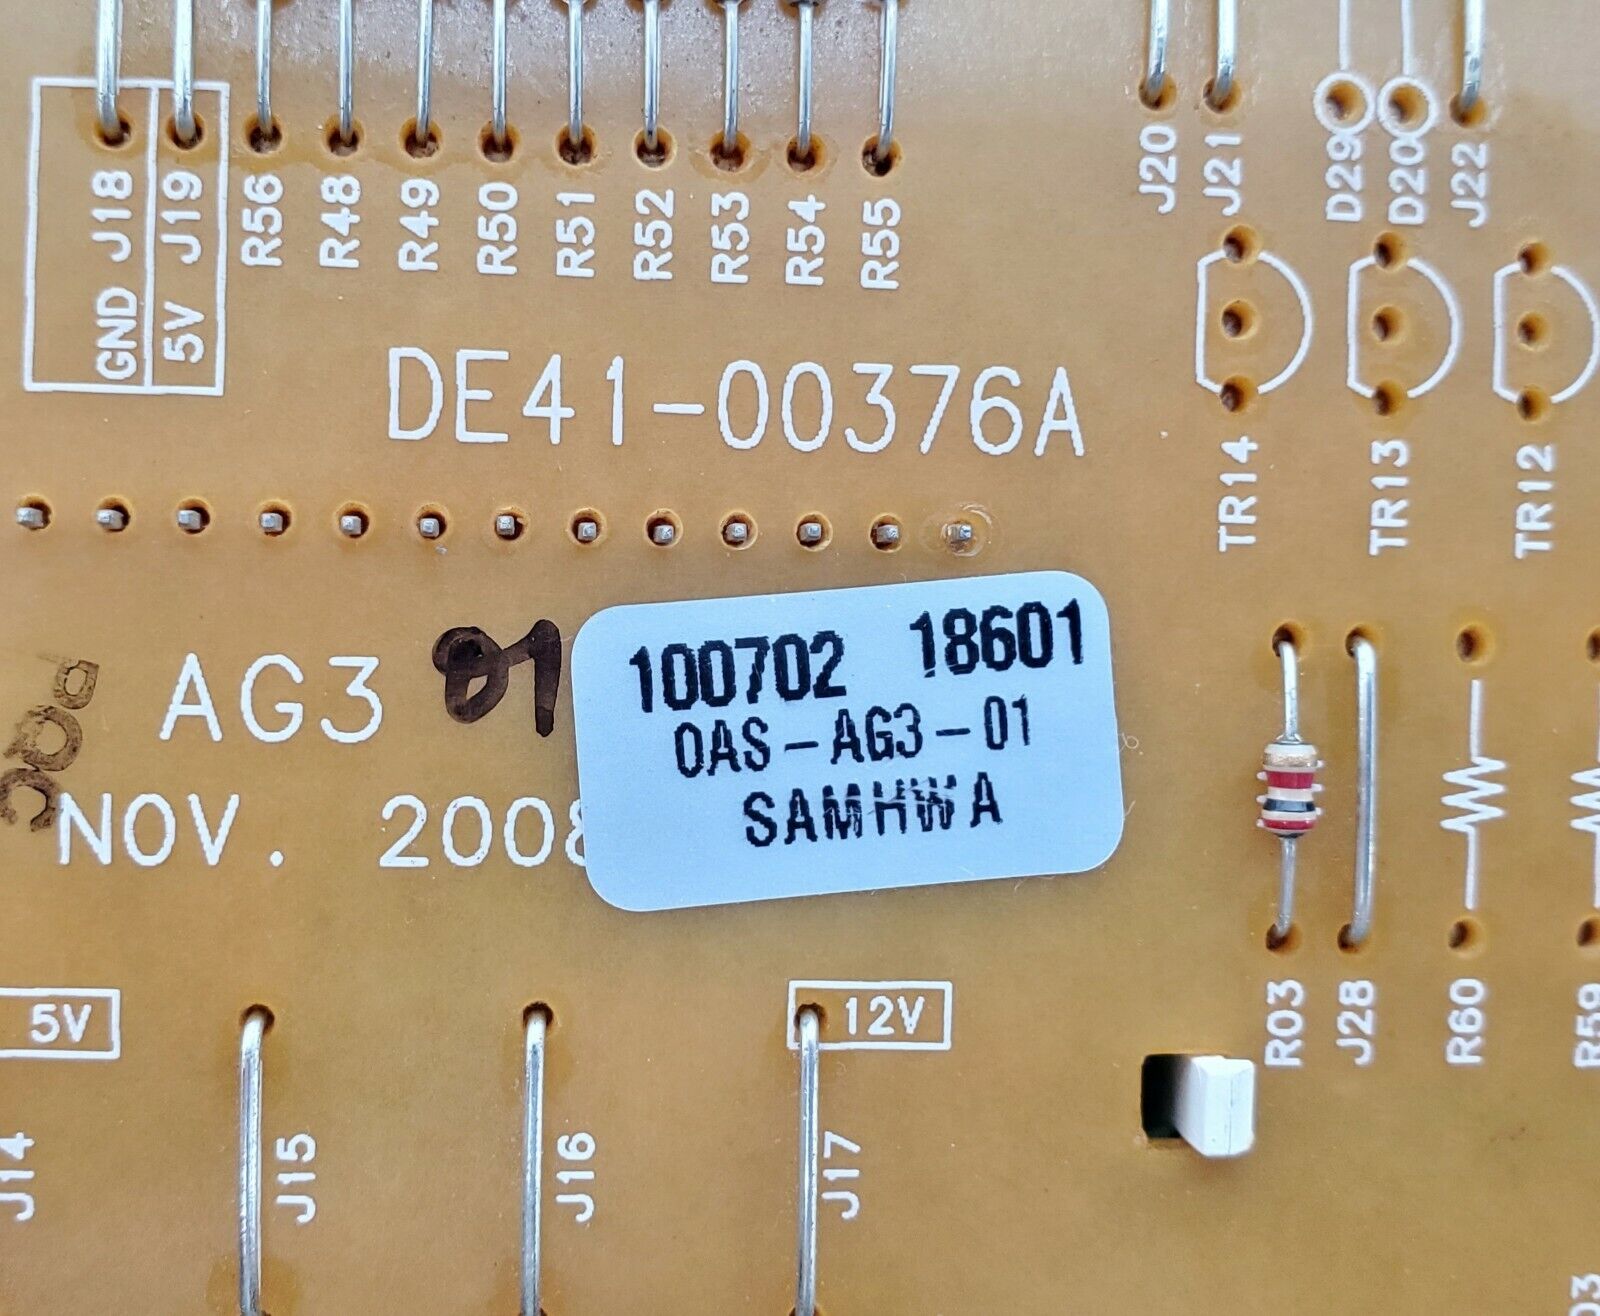 GND J18
5V J19
R56
R48
R49
R50
R51
R52
R53
R54
R55
J20
J21
D29
D20
J22
DE41-00376A
TR14
TR13
TR12
AG3 01
100702 18601
OAS-AG3-01
SAMHWA
NOV. 2008
R03
J28
R60
R59
5V
12V
J14
J15
J16
J17